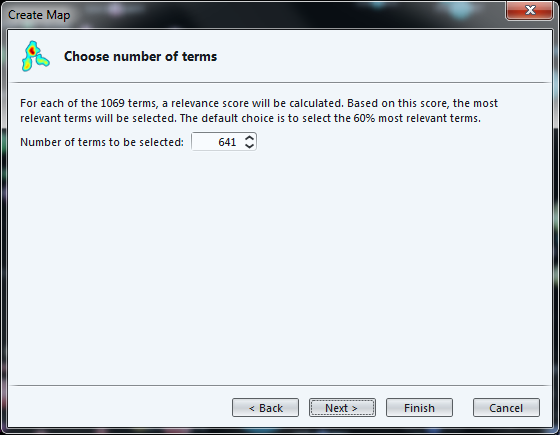 Create Map
Choose number of terms
For each of the 1069 terms, a relevance score will be calculated. Based on this score, the most
relevant terms will be selected. The default choice is to select the 60% most relevant terms.
Number of terms to be selected: 641
< Back Next > Finish Cancel